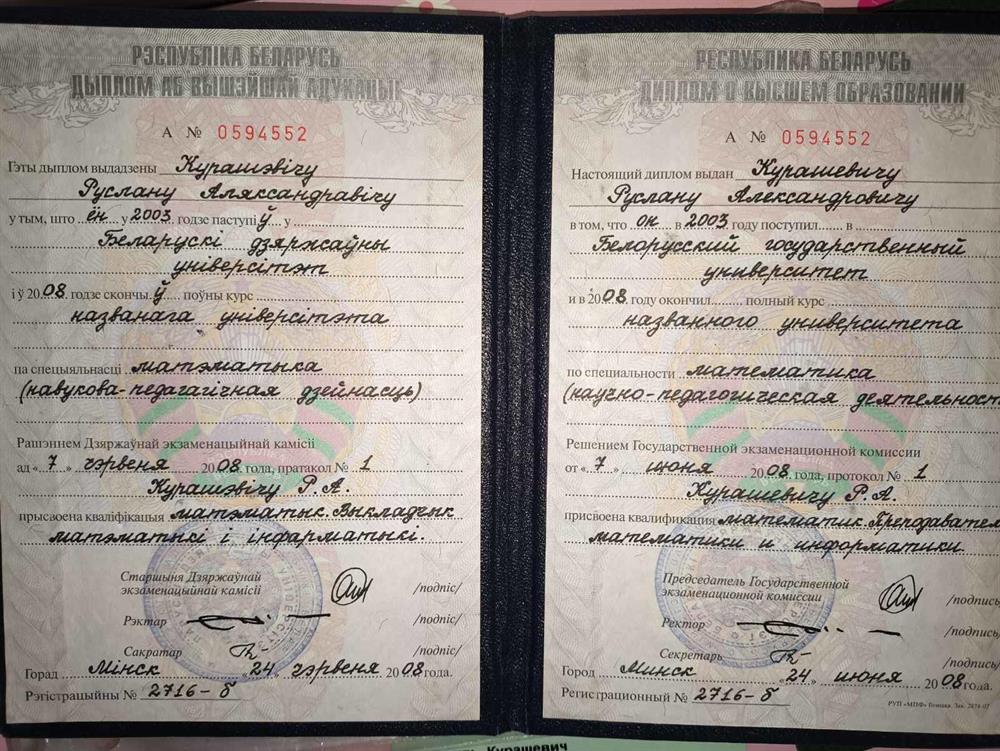 РЭСПУБЛІКА БЕЛАРУСЬ
ДЫПЛОМ АБ ВЫШЭЙШАЙ АДУКАЦЫІ
А № 0594552
Гэты дыплом выдадзены Курашэвічу
Руслану Аляксандравічу
у тым, што ён у 2003 годзе паступіў у
Беларускі дзяржаўны
універсітэт
і ў 2008 годзе скончыў поўны курс
названага універсітэта
па спецыяльнасці матэматыка
(навукова-педагагічная дзейнасць)
Рашэннем Дзяржаўнай экзаменацыйнай камісіі
ад «7» чэрвеня 2008 года, пратакол № 1
Курашэвічу Р. А.
прысвоена кваліфікацыя матэматык. Выкладчык
матэматыкі і інфарматыкі.
Старшыня Дзяржаўнай
экзаменацыйнай камісіі /подпіс/
Рэктар /подпіс/
Сакратар /подпіс/
Горад Мінск «24» чэрвеня 2008 года.
Рэгістрацыйны № 2716-б
РЕСПУБЛИКА БЕЛАРУСЬ
ДИПЛОМ О ВЫСШЕМ ОБРАЗОВАНИИ
А № 0594552
Настоящий диплом выдан Курашевичу
Руслану Александровичу
в том, что он в 2003 году поступил в
Белорусский государственный
университет
и в 2008 году окончил полный курс
названного университета
по специальности математика
(научно-педагогическая деятельност
Решением Государственной экзаменационной комиссии
от «7» июня 2008 года, протокол № 1
Курашевичу Р. А.
присвоена квалификация математик. Преподавател
математики и информатики.
Председатель Государственной
экзаменационной комиссии /подпись
Ректор /подпись
Секретарь /подпись/
Город Минск «24» июня 2008 года.
Регистрационный № 2716-б
Курашевич